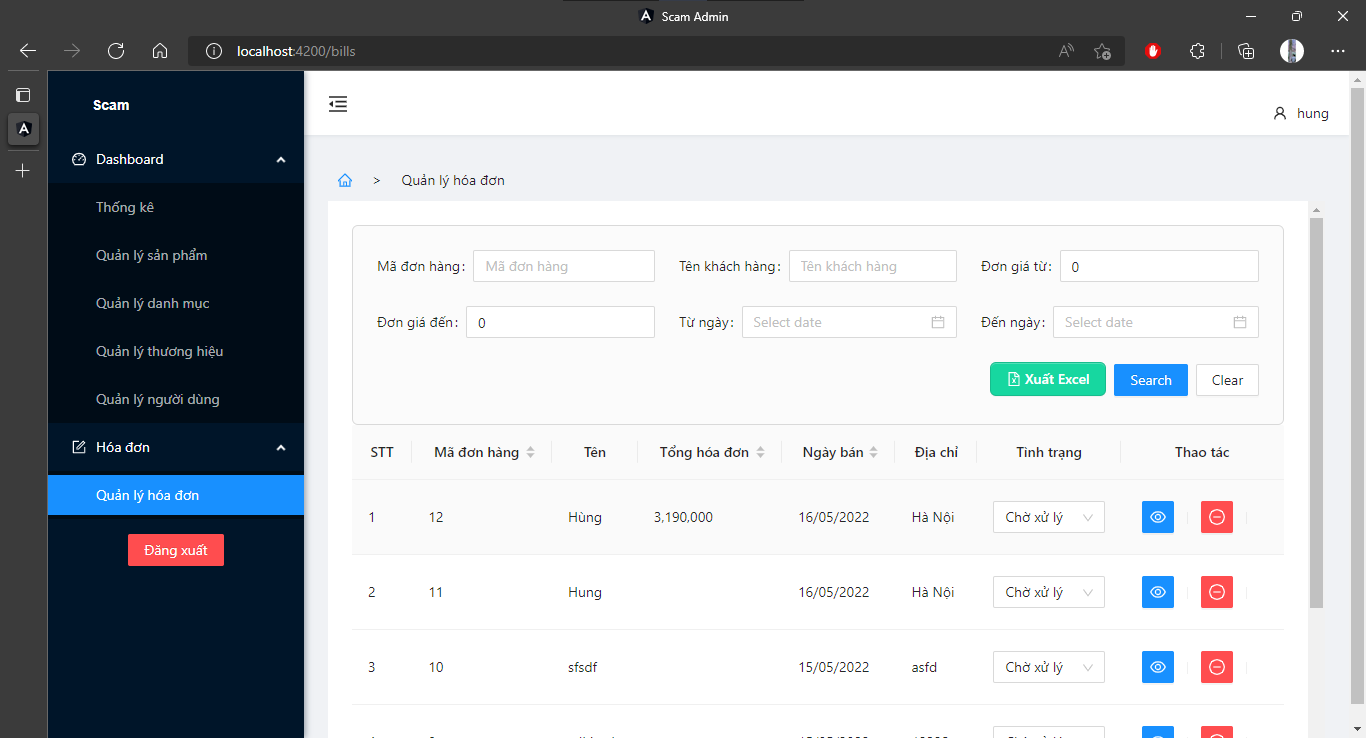 Scam Admin
localhost:4200/bills
Scam
hung
Dashboard
Thống kê
Quản lý sản phẩm
Quản lý danh mục
Quản lý thương hiệu
Quản lý người dùng
Hóa đơn
Quản lý hóa đơn
Đăng xuất
> Quản lý hóa đơn
Mã đơn hàng: Mã đơn hàng Tên khách hàng: Tên khách hàng Đơn giá từ: 0
Đơn giá đến: 0 Từ ngày: Select date Đến ngày: Select date
Xuất Excel Search Clear
STT Mã đơn hàng Tên Tổng hóa đơn Ngày bán Địa chỉ Tình trạng Thao tác
1 12 Hùng 3,190,000 16/05/2022 Hà Nội Chờ xử lý
2 11 Hung 16/05/2022 Hà Nội Chờ xử lý
3 10 sfsdf 15/05/2022 asfd Chờ xử lý